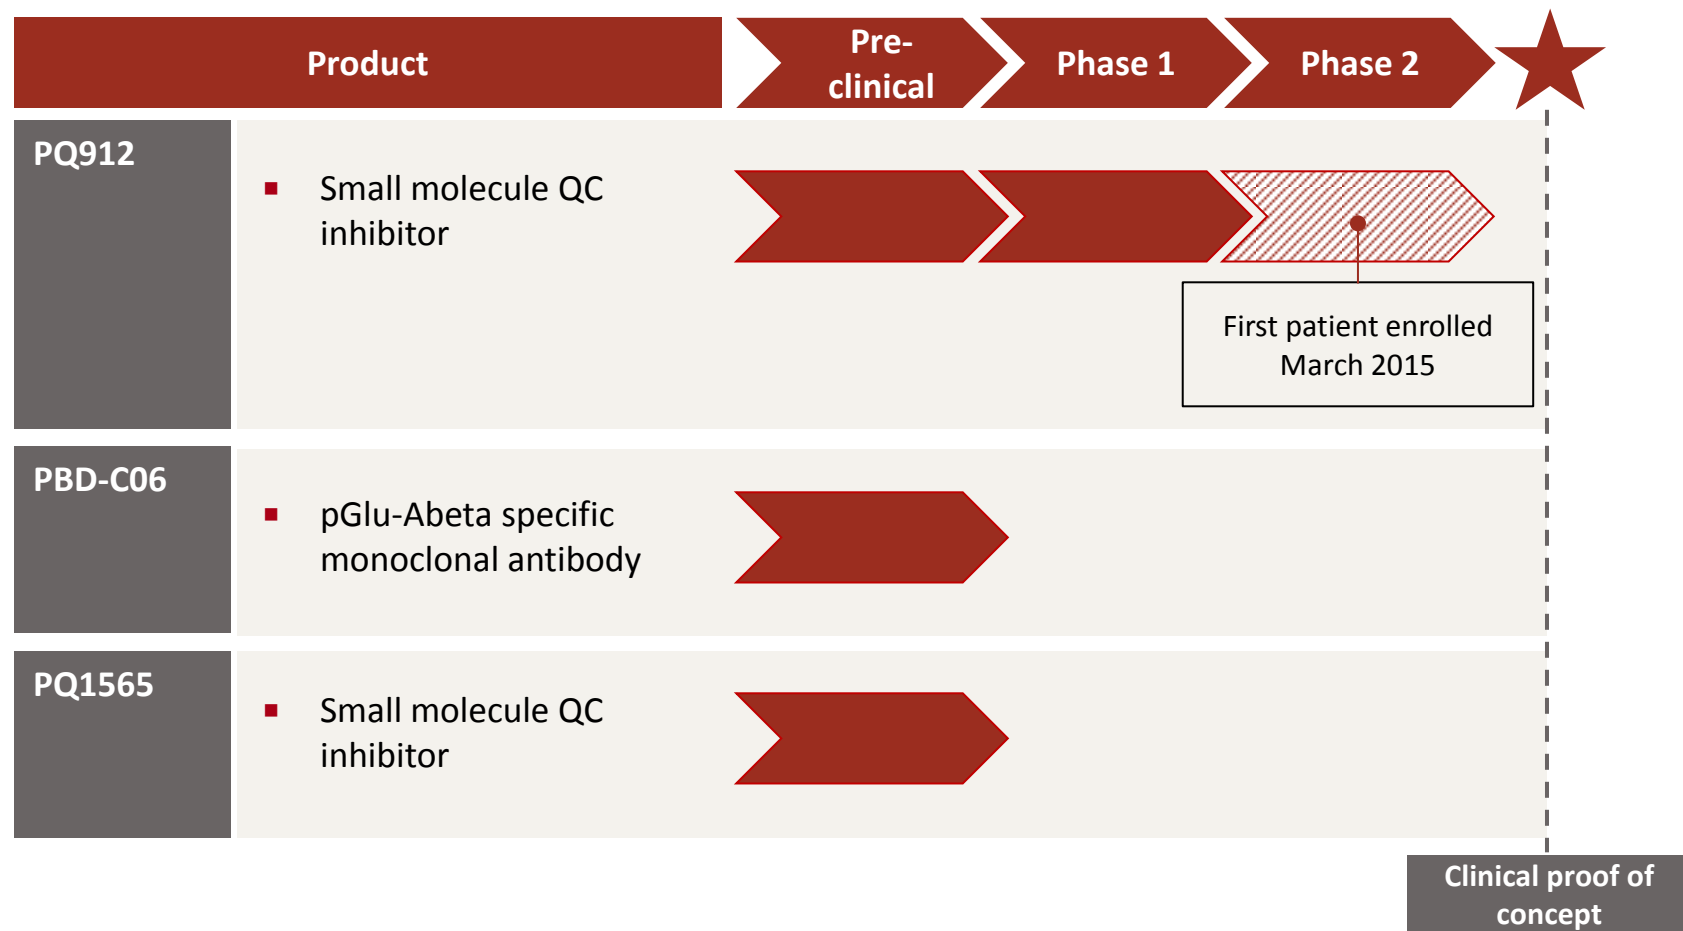 Product
Pre-
clinical
Phase 1
Phase 2
PQ912
Small molecule QC
inhibitor
First patient enrolled
March 2015
PBD-C06
pGlu-Abeta specific
monoclonal antibody
PQ1565
Small molecule QC
inhibitor
Clinical proof of
concept